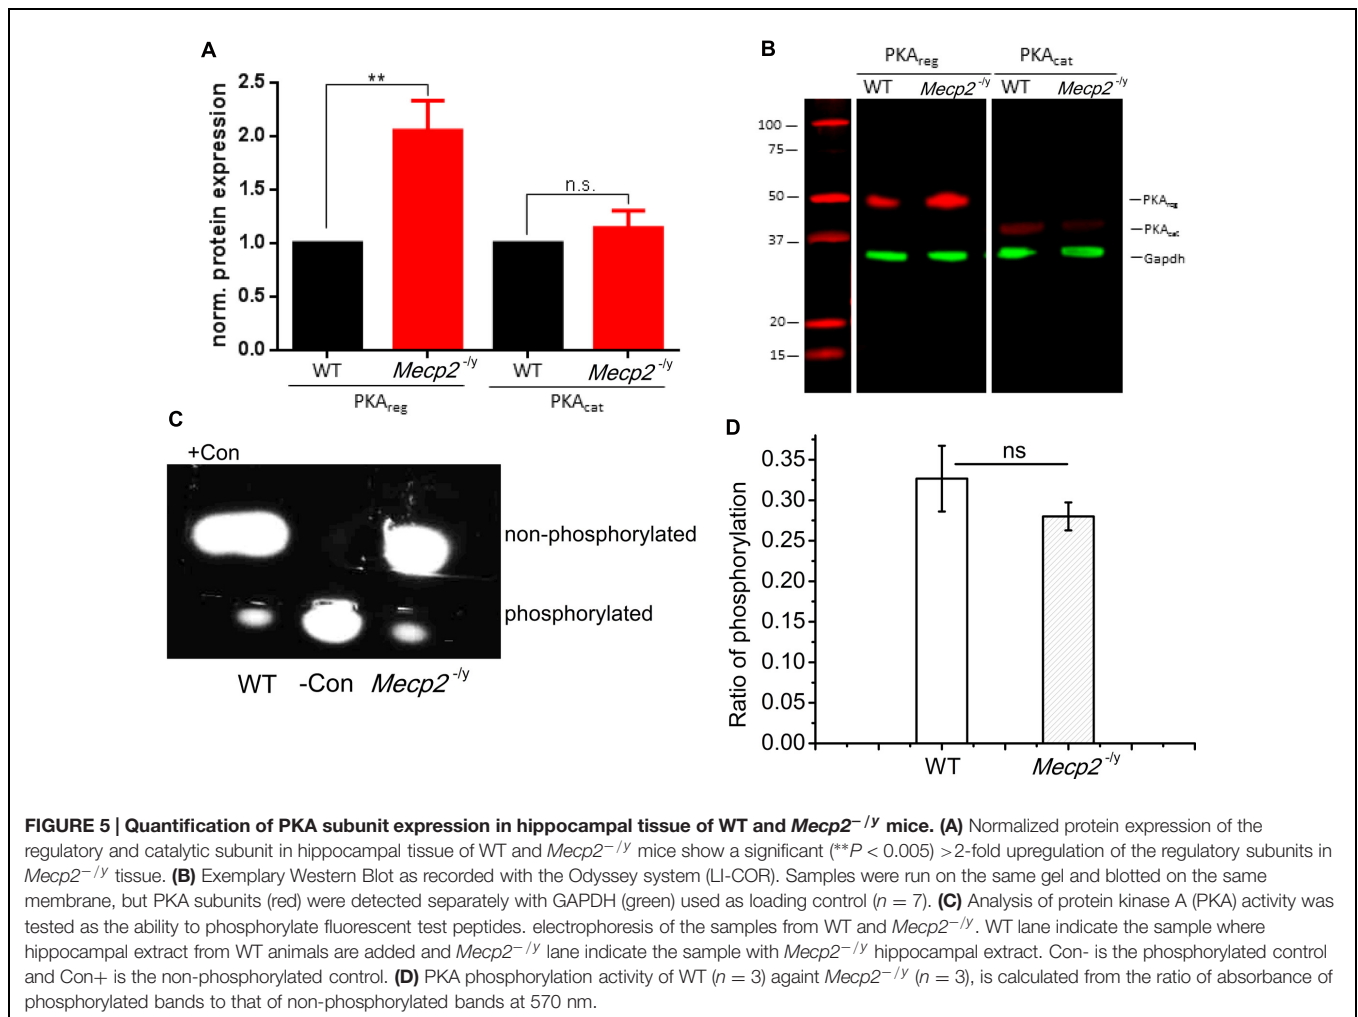 A
2.5
2.0
1.5
1.0
0.5
0.0
norm. protein expression
**
n.s.
WT Mecp2-/y WT Mecp2-/y
PKAreg PKAcat
B
PKAreg PKAcat
WT Mecp2-/y WT Mecp2-/y
100
75
50
37
20
15
PKAreg
PKAcat
Gapdh
C
+Con
non-phosphorylated
phosphorylated
WT -Con Mecp2-/y
D
0.35
0.30
0.25
0.20
0.15
0.10
0.05
0.00
Ratio of phosphorylation
ns
WT Mecp2-/y
FIGURE 5 | Quantification of PKA subunit expression in hippocampal tissue of WT and Mecp2−/y mice. (A) Normalized protein expression of the
regulatory and catalytic subunit in hippocampal tissue of WT and Mecp2−/y mice show a significant (**P < 0.005) >2-fold upregulation of the regulatory subunits in
Mecp2−/y tissue. (B) Exemplary Western Blot as recorded with the Odyssey system (LI-COR). Samples were run on the same gel and blotted on the same
membrane, but PKA subunits (red) were detected separately with GAPDH (green) used as loading control (n = 7). (C) Analysis of protein kinase A (PKA) activity was
tested as the ability to phosphorylate fluorescent test peptides. electrophoresis of the samples from WT and Mecp2−/y. WT lane indicate the sample where
hippocampal extract from WT animals are added and Mecp2−/y lane indicate the sample with Mecp2−/y hippocampal extract. Con- is the phosphorylated control
and Con+ is the non-phosphorylated control. (D) PKA phosphorylation activity of WT (n = 3) againt Mecp2−/y (n = 3), is calculated from the ratio of absorbance of
phosphorylated bands to that of non-phosphorylated bands at 570 nm.